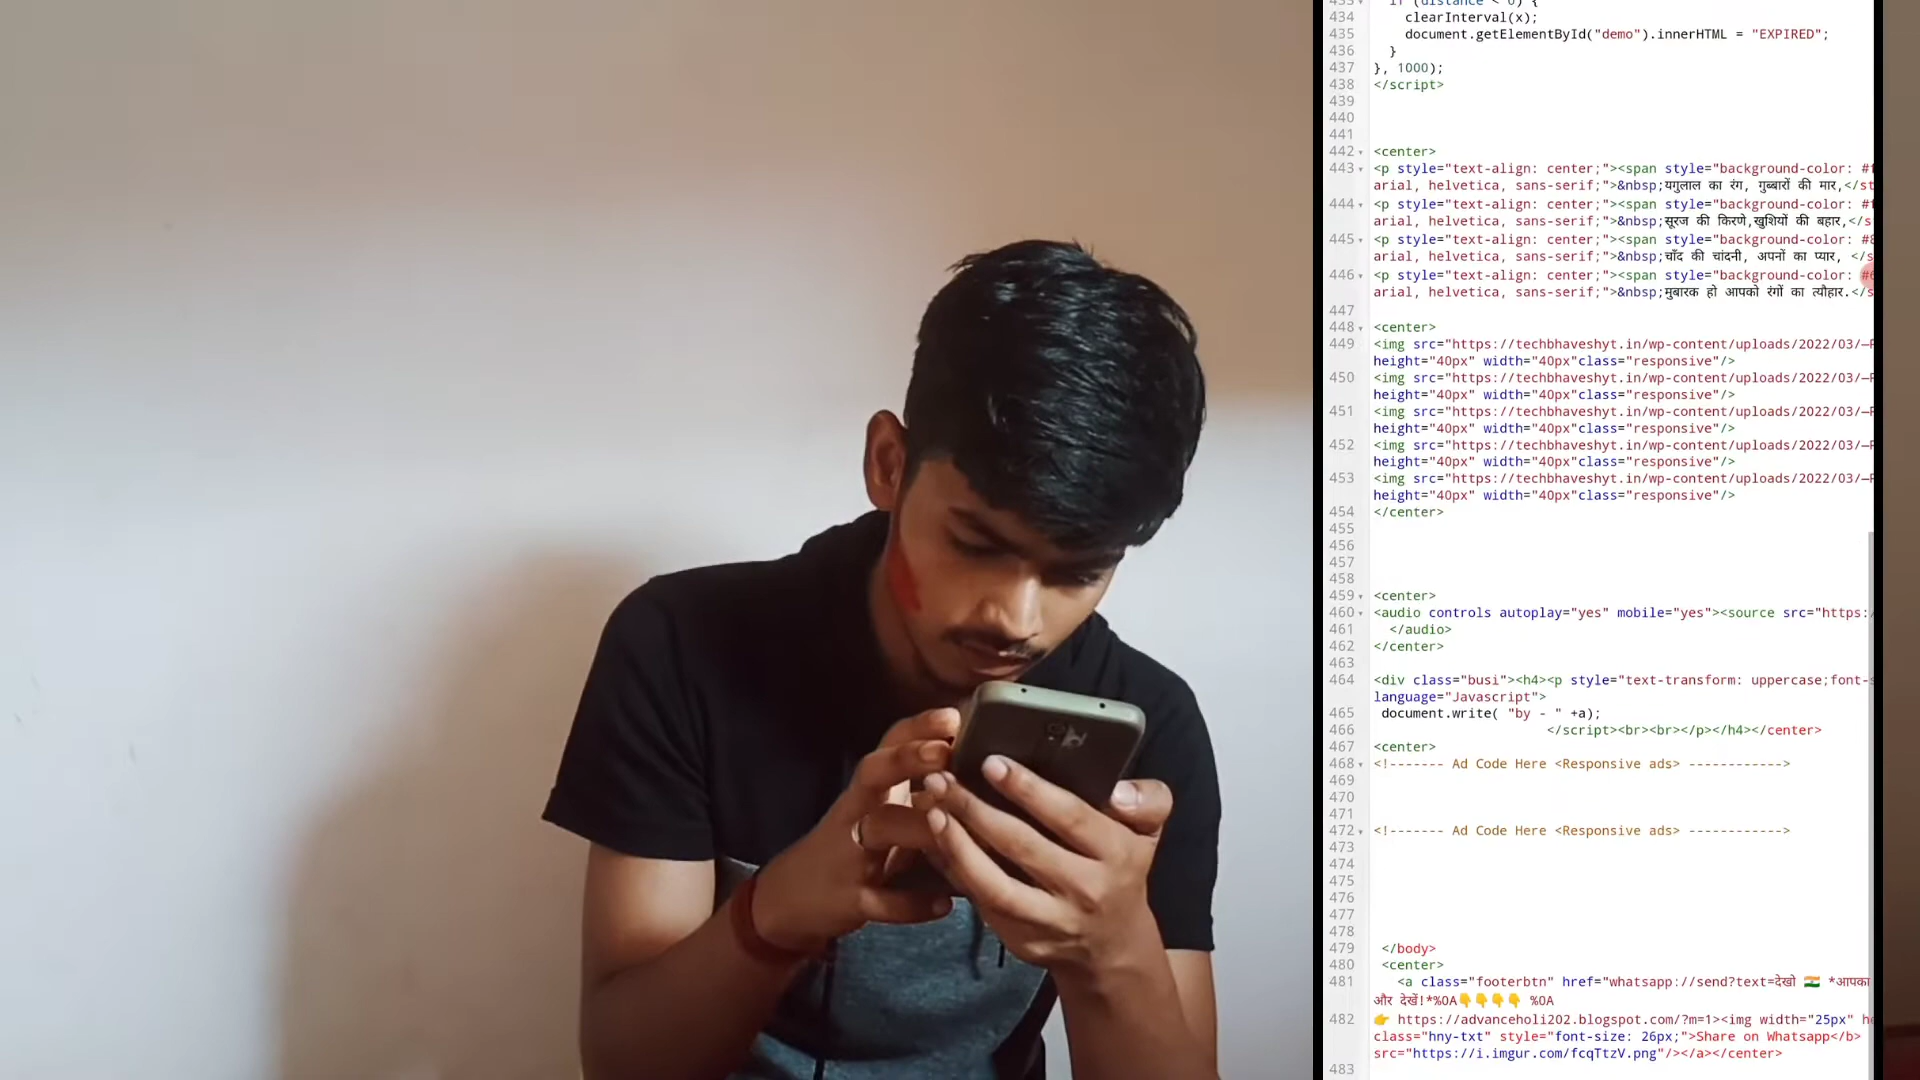 433 if (distance < 0) {
434 clearInterval(x);
435 document.getElementById("demo").innerHTML = "EXPIRED";
436 }
437 }, 1000);
438 </script>
439
440
441
442 <center>
443 <p style="text-align: center;"><span style="background-color: #f
arial, helvetica, sans-serif;">&nbsp;यगुलाल का रंग, गुब्बारों की मार,</st
444 <p style="text-align: center;"><span style="background-color: #f
arial, helvetica, sans-serif;">&nbsp;सूरज की किरणे,खुशियों की बहार,</s
445 <p style="text-align: center;"><span style="background-color: #8
arial, helvetica, sans-serif;">&nbsp;चाँद की चांदनी, अपनों का प्यार, </s
446 <p style="text-align: center;"><span style="background-color: #6
arial, helvetica, sans-serif;">&nbsp;मुबारक हो आपको रंगों का त्यौहार.</s
447
448 <center>
449 <img src="https://techbhaveshyt.in/wp-content/uploads/2022/03/—F
height="40px" width="40px"class="responsive"/>
450 <img src="https://techbhaveshyt.in/wp-content/uploads/2022/03/—F
height="40px" width="40px"class="responsive"/>
451 <img src="https://techbhaveshyt.in/wp-content/uploads/2022/03/—F
height="40px" width="40px"class="responsive"/>
452 <img src="https://techbhaveshyt.in/wp-content/uploads/2022/03/—F
height="40px" width="40px"class="responsive"/>
453 <img src="https://techbhaveshyt.in/wp-content/uploads/2022/03/—F
height="40px" width="40px"class="responsive"/>
454 </center>
455
456
457
458
459 <center>
460 <audio controls autoplay="yes" mobile="yes"><source src="https:/
461 </audio>
462 </center>
463
464 <div class="busi"><h4><p style="text-transform: uppercase;font-s
language="Javascript">
465 document.write( "by - " +a);
466 </script><br><br></p></h4></center>
467 <center>
468 <!------- Ad Code Here <Responsive ads> ------------>
469
470
471
472 <!------- Ad Code Here <Responsive ads> ------------>
473
474
475
476
477
478
479 </body>
480 <center>
481 <a class="footerbtn" href="whatsapp://send?text=देखो 🇮🇳 *आपका
और देखें!*%0A👇👇👇👇 %0A
482 👉 https://advanceholi202.blogspot.com/?m=1><img width="25px" he
class="hny-txt" style="font-size: 26px;">Share on Whatsapp</b>
src="https://i.imgur.com/fcqTtzV.png"/></a></center>
483